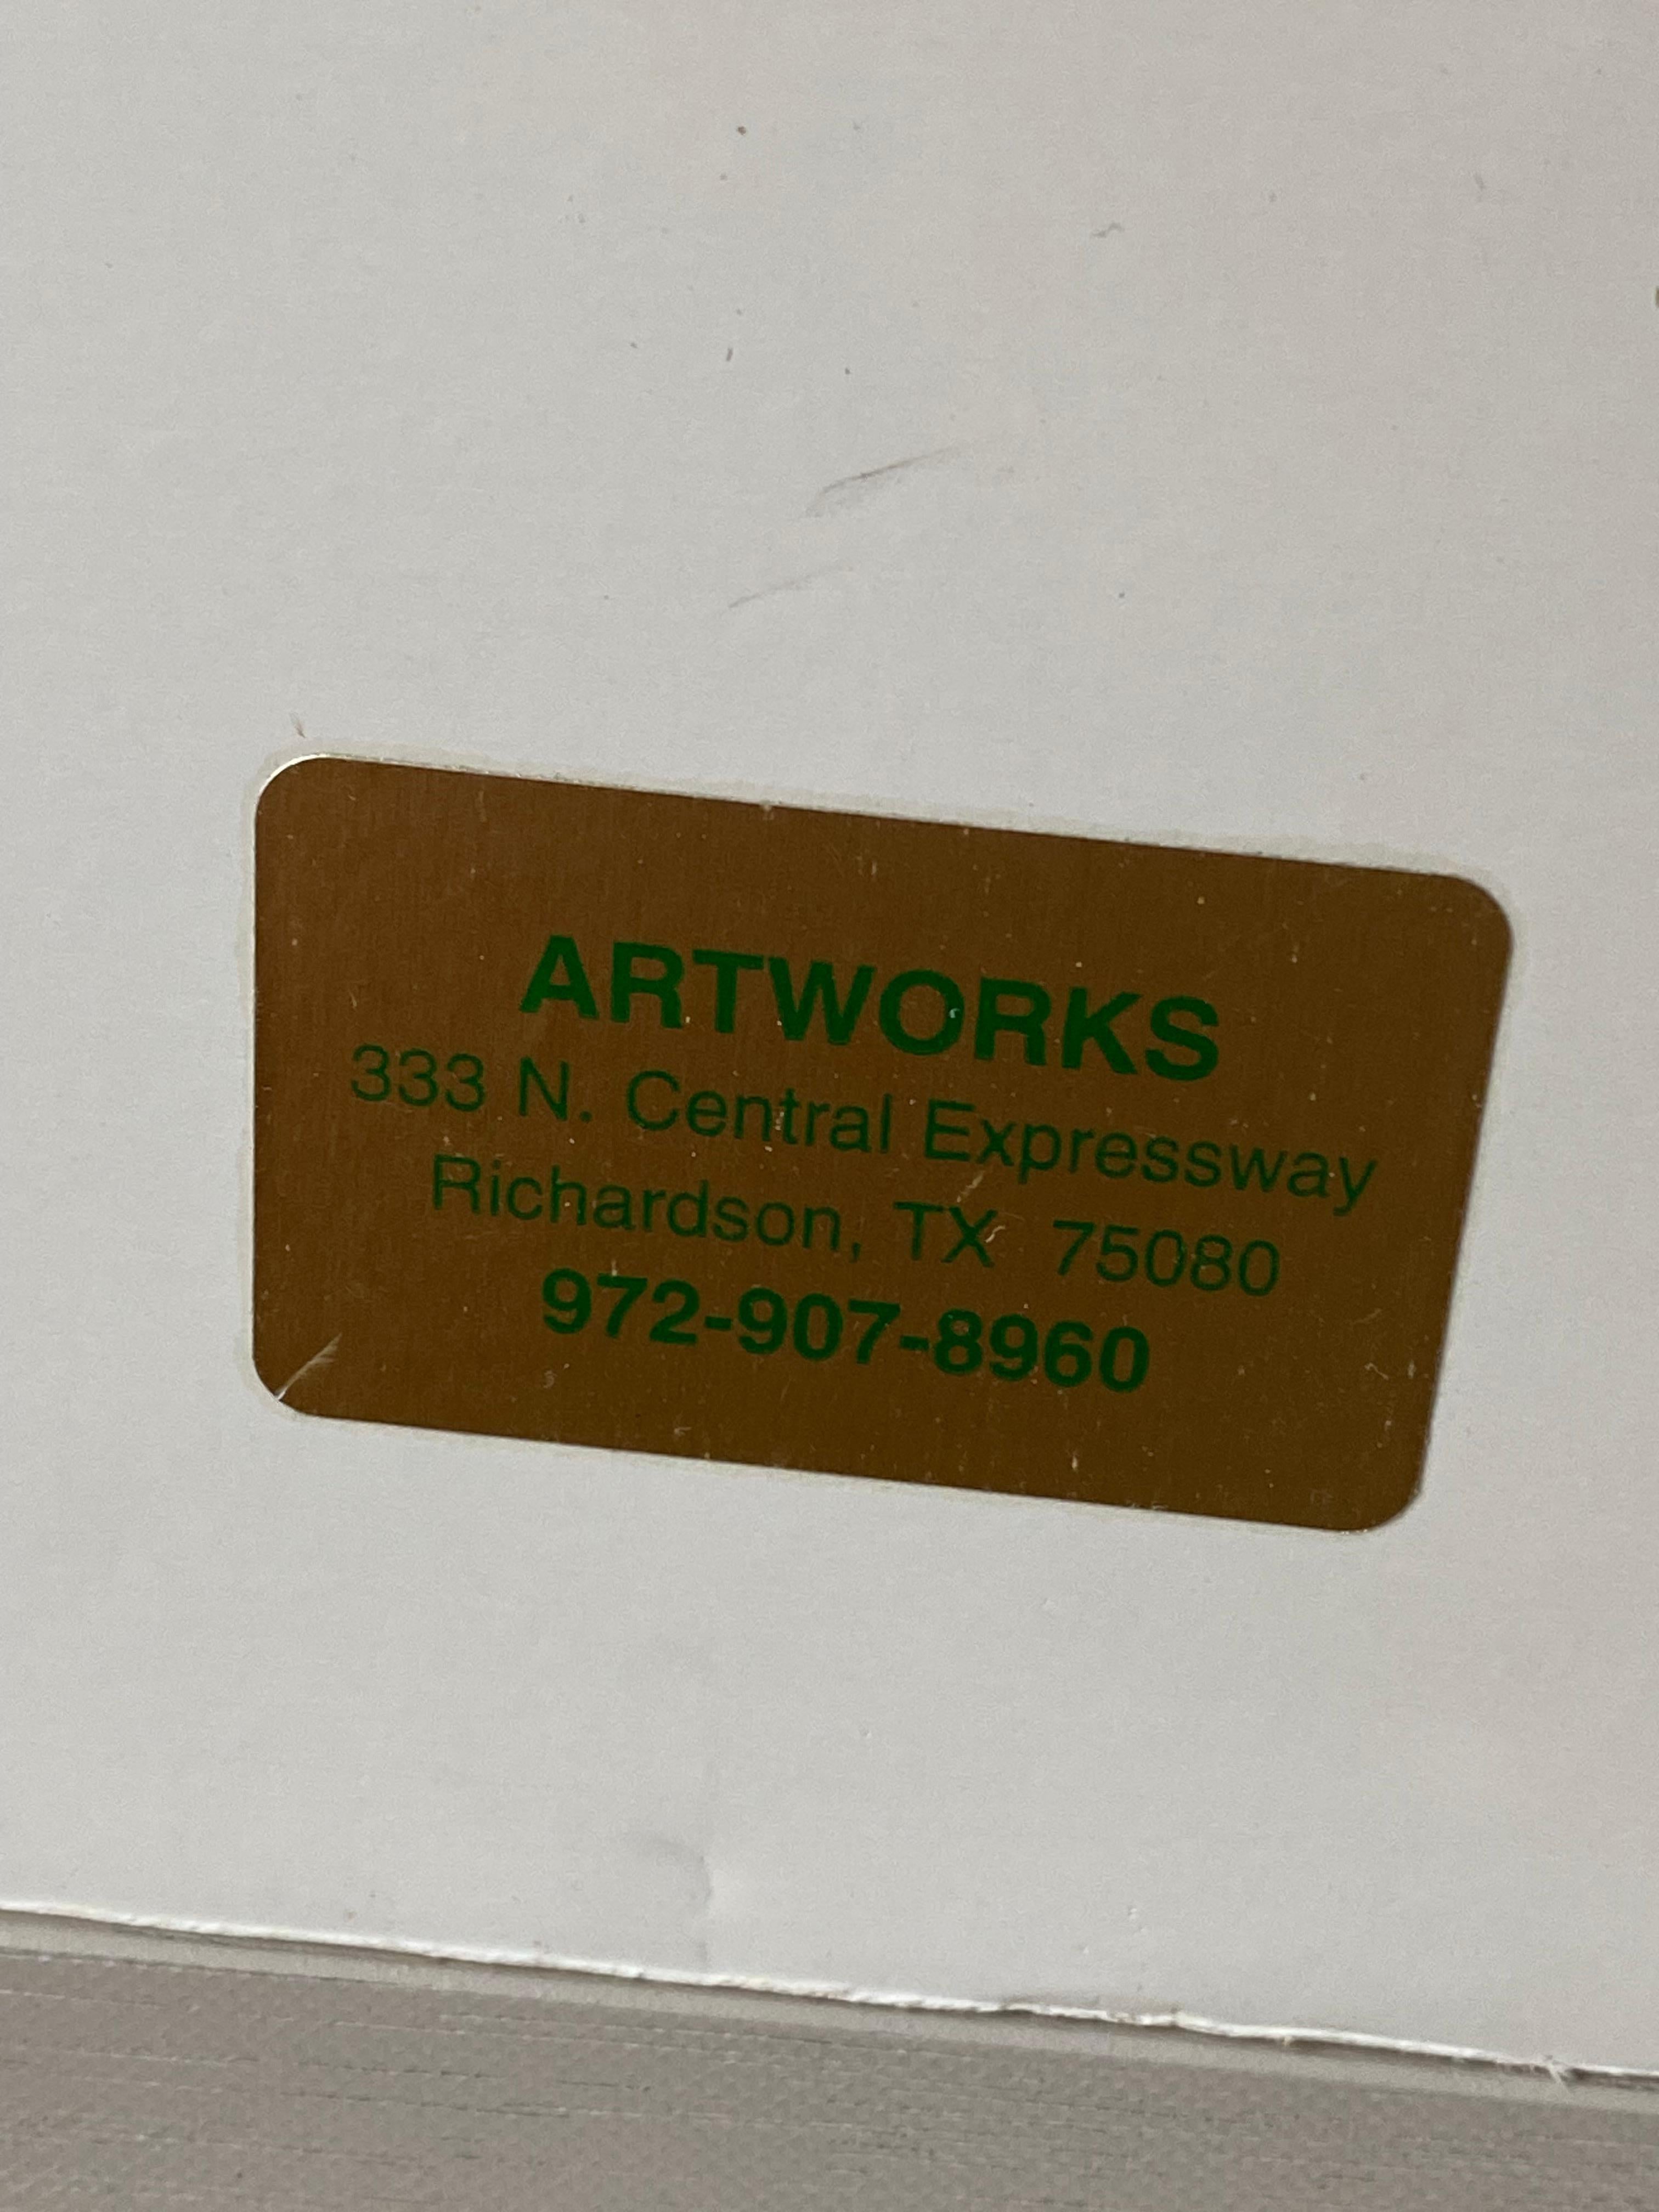 ARTWORKS
333 N. Central Expressway
Richardson, TX  75080
972-907-8960